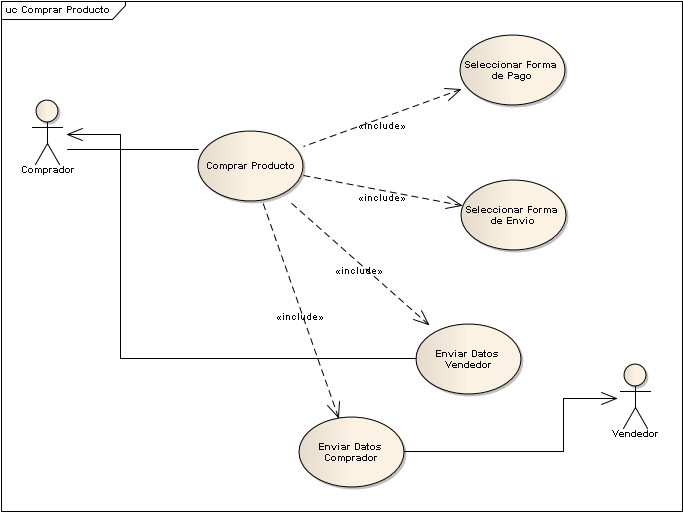 uc Comprar Producto
Seleccionar Forma
de Pago
Comprador
«include»
Comprar Producto
«include»
Seleccionar Forma
de Envio
«include»
«include»
Enviar Datos
Vendedor
Vendedor
Enviar Datos
Comprador